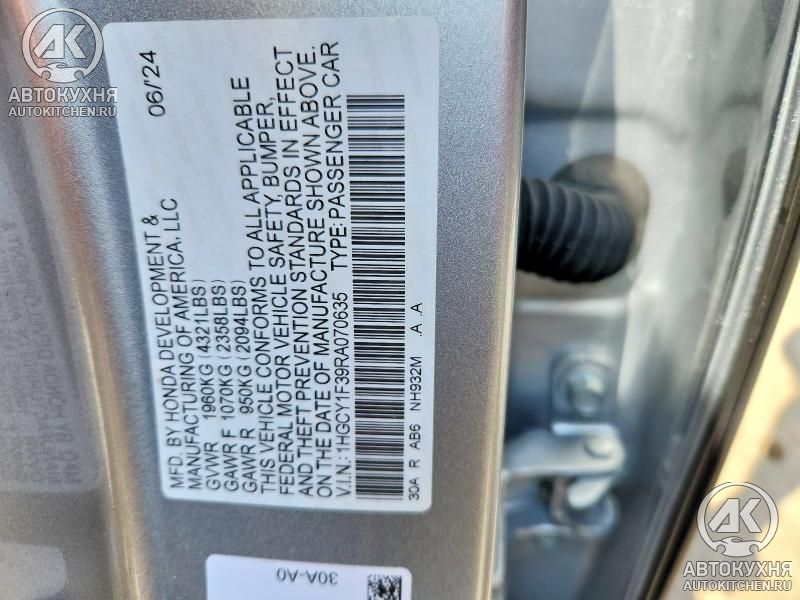 АВТОКУХНЯ
AUTOKITCHEN.RU
MFD. BY HONDA DEVELOPMENT & 06/24
MANUFACTURING OF AMERICA, LLC
GVWR 1960KG (4321LBS)
GAWR F 1070KG (2358LBS)
GAWR R 950KG (2094LBS)
THIS VEHICLE CONFORMS TO ALL APPLICABLE
FEDERAL MOTOR VEHICLE SAFETY, BUMPER,
AND THEFT PREVENTION STANDARDS IN EFFECT
ON THE DATE OF MANUFACTURE SHOWN ABOVE.
V.I.N.: 1HGCY1F39RA070635 TYPE: PASSENGER CAR
30A R AB6 NH932M .A .A
30A-A0
АВТОКУХНЯ
AUTOKITCHEN.RU